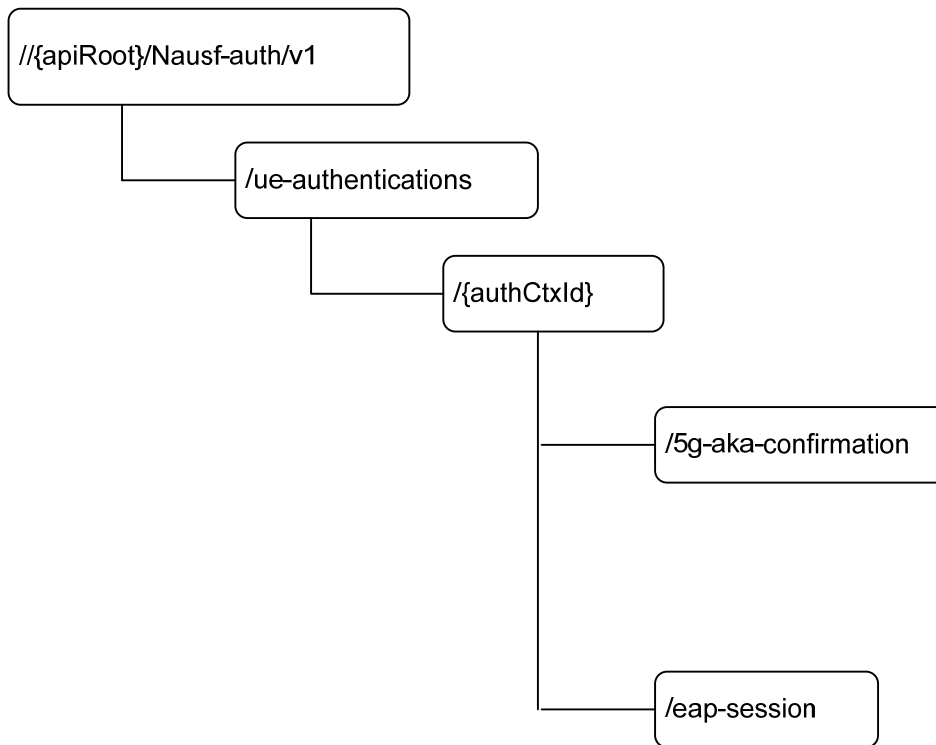 //{apiRoot}/Nausf-auth/v1
/ue-authentications
/{authCtxId}
/5g-aka-confirmation
/eap-session